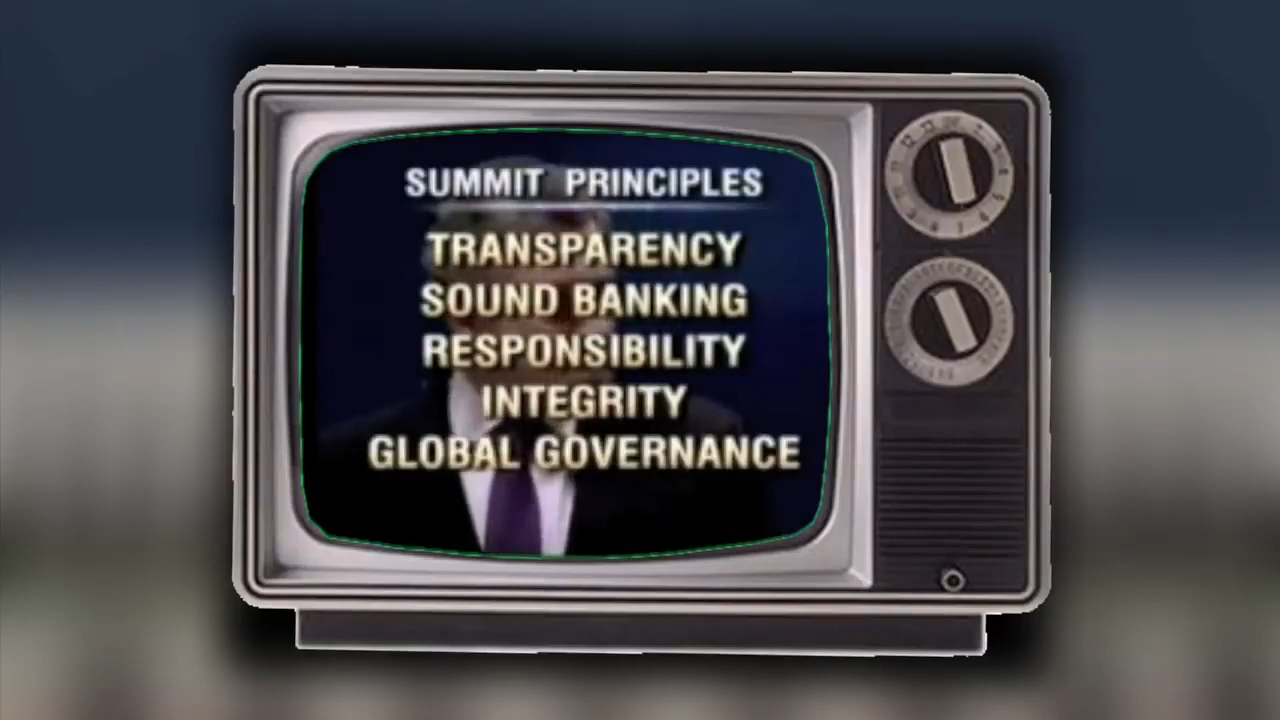 SUMMIT PRINCIPLES
TRANSPARENCY
SOUND BANKING
RESPONSIBILITY
INTEGRITY
GLOBAL GOVERNANCE